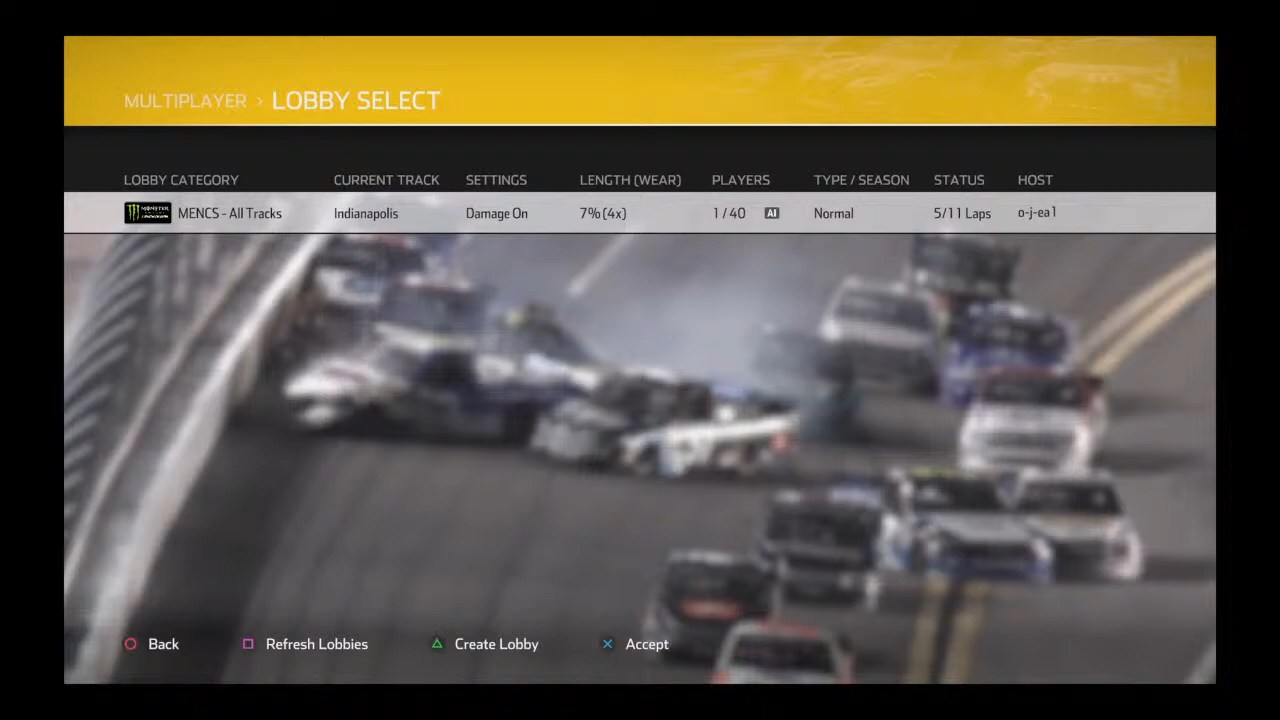 MULTIPLAYER › LOBBY SELECT
LOBBY CATEGORY CURRENT TRACK SETTINGS LENGTH (WEAR) PLAYERS TYPE / SEASON STATUS HOST
MONSTER MENCS - All Tracks Indianapolis Damage On 7% (4x) 1 / 40 AI Normal 5/11 Laps o-j-ea1
Back Refresh Lobbies Create Lobby Accept